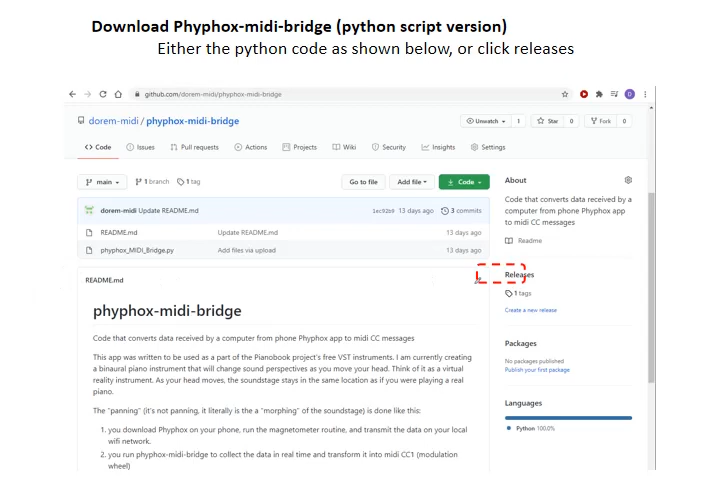 Download Phyphox-midi-bridge (python script version)
Either the python code as shown below, or click releases
github.com/dorem-midi/phyphox-midi-bridge
D
dorem-midi / phyphox-midi-bridge
Unwatch 1 Star 0 Fork 0
<> Code Issues Pull requests Actions Projects Wiki Security Insights Settings
main 1 branch 1 tag Go to file Add file Code
dorem-midi Update README.md 1ec92b9 13 days ago 3 commits
README.md Update README.md 13 days ago
phyphox_MIDI_Bridge.py Add files via upload 13 days ago
README.md
phyphox-midi-bridge
Code that converts data received by a computer from phone Phyphox app to midi CC messages
This app was written to be used as a part of the Pianobook project's free VST instruments. I am currently creating
a binaural piano instrument that will change sound perspectives as you move your head. Think of it as a virtual
reality instrument. As your head moves, the soundstage stays in the same location as if you were playing a real
piano.
The "panning" (it's not panning, it literally is the a "morphing" of the soundstage) is done like this:
1. you download Phyphox on your phone, run the magnetometer routine, and transmit the data on your local
wifi network.
2. you run phyphox-midi-bridge to collect the data in real time and transform it into midi CC1 (modulation
wheel)
About
Code that converts data received by a
computer from phone Phyphox app
to midi CC messages
Readme
Releases
1 tags
Create a new release
Packages
No packages published
Publish your first package
Languages
Python 100.0%